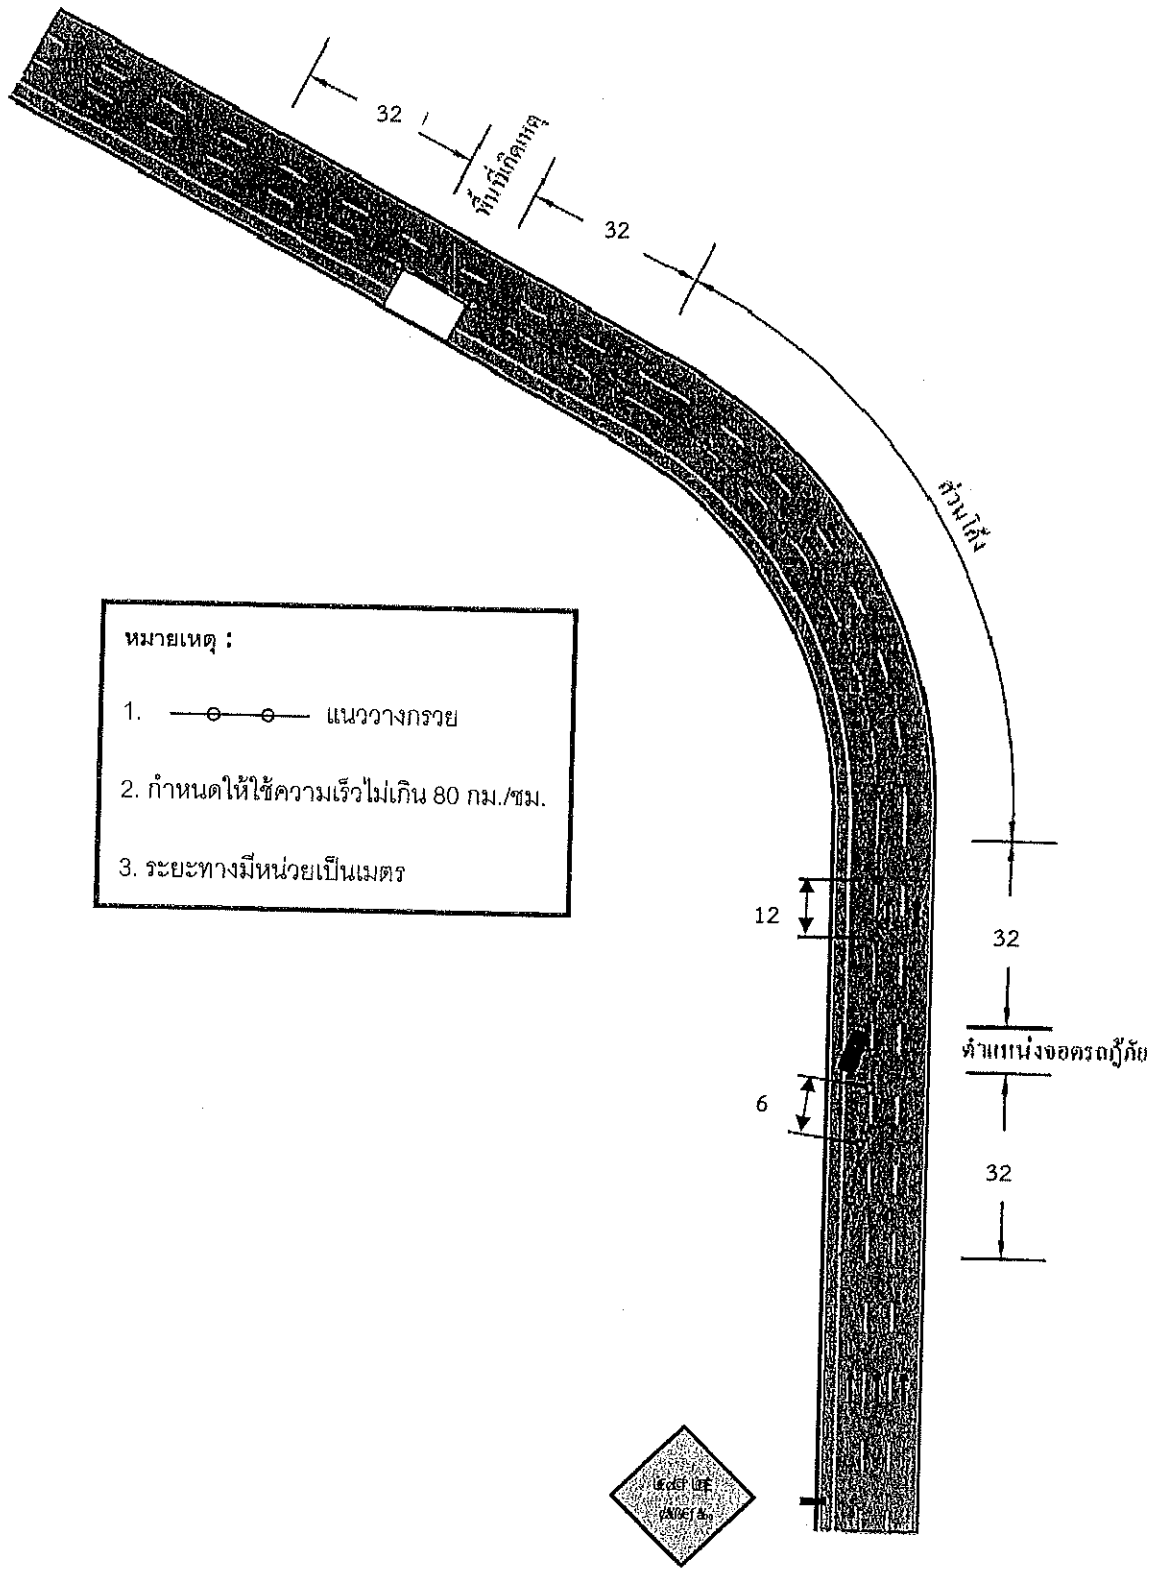 32
พื้นที่เกิดเหตุ
32
ส่วนโค้ง
หมายเหตุ :
1. แนววางกรวย
2. กำหนดให้ใช้ความเร็วไม่เกิน 80 กม./ชม.
3. ระยะทางมีหน่วยเป็นเมตร
12
32
ตำแหน่งจอดรถกู้ภัย
6
32